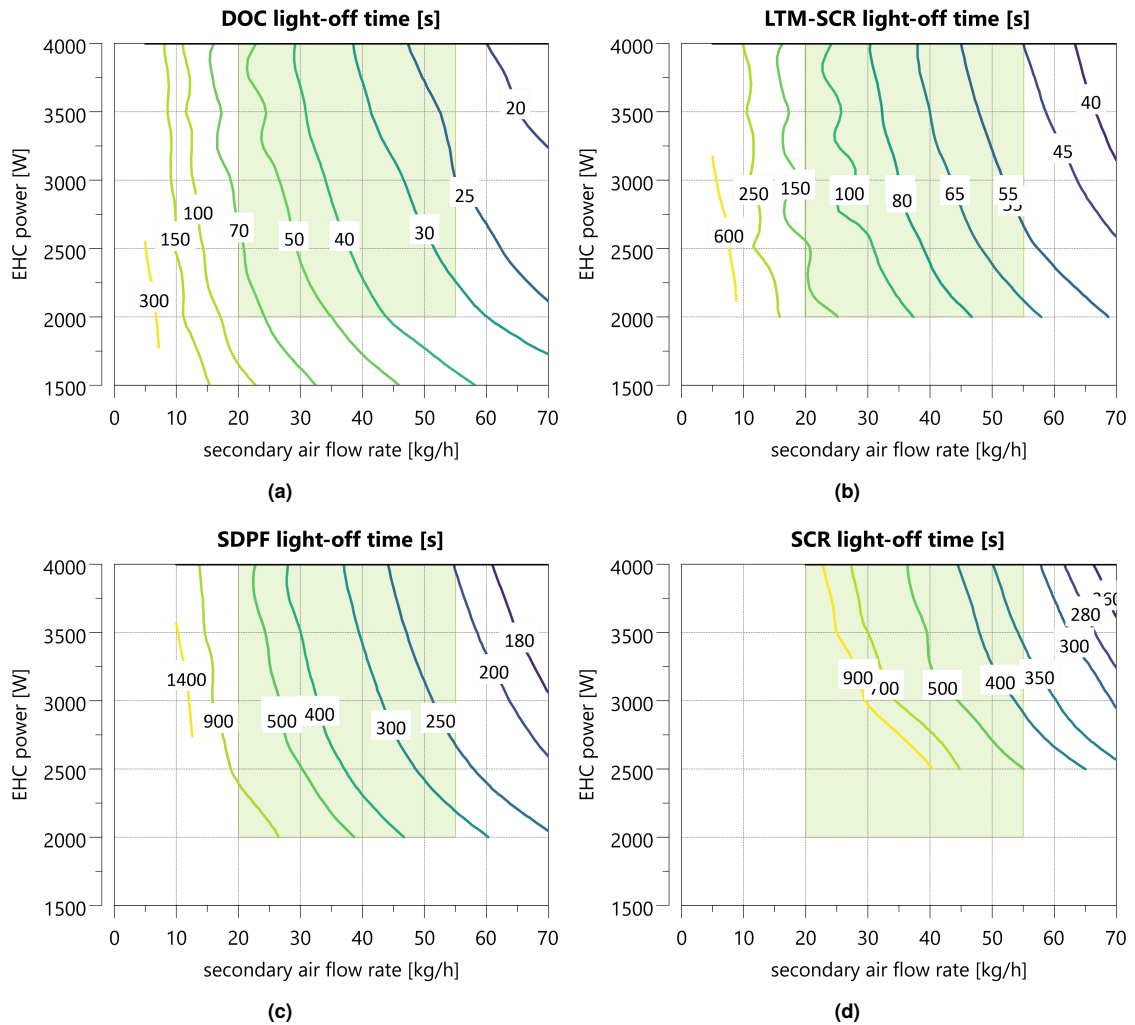 DOC light-off time [s]
LTM-SCR light-off time [s]
4000
3500
3000
2500
2000
1500
EHC power [W]
20
25
100
150
70
50
40
30
300
0 10 20 30 40 50 60 70
secondary air flow rate [kg/h]
(a)
4000
3500
3000
2500
2000
1500
EHC power [W]
40
45
250
150
100
80
65
55
55
600
0 10 20 30 40 50 60 70
secondary air flow rate [kg/h]
(b)
SDPF light-off time [s]
SCR light-off time [s]
4000
3500
3000
2500
2000
1500
EHC power [W]
180
200
1400
900
500
400
300
250
0 10 20 30 40 50 60 70
secondary air flow rate [kg/h]
(c)
4000
3500
3000
2500
2000
1500
EHC power [W]
260
280
300
900
700
500
400
350
0 10 20 30 40 50 60 70
secondary air flow rate [kg/h]
(d)